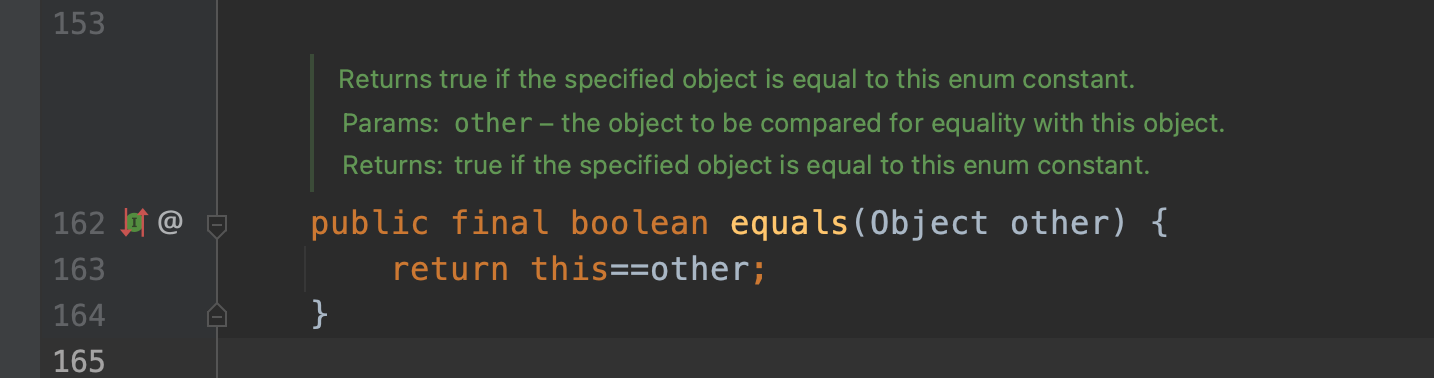 153
Returns true if the specified object is equal to this enum constant.
Params: other – the object to be compared for equality with this object.
Returns: true if the specified object is equal to this enum constant.
162 I @ public final boolean equals(Object other) {
163 return this==other;
164 }
165